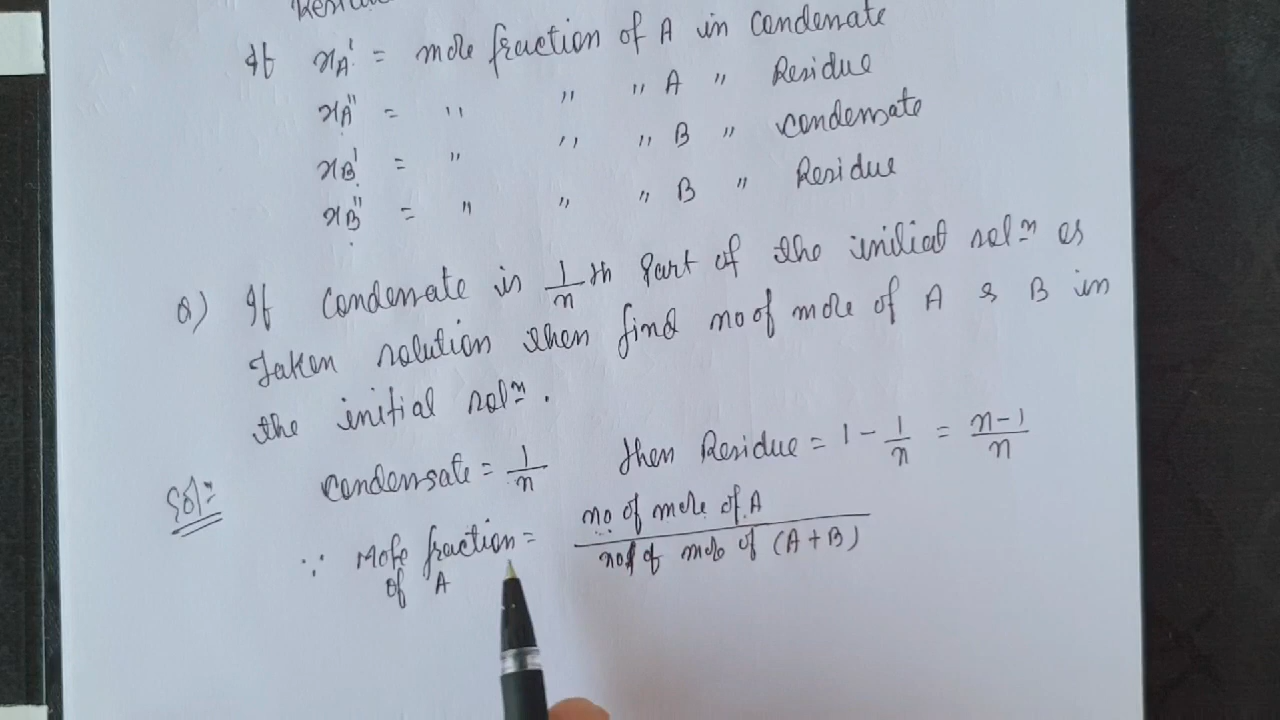 If xA' = mole fraction of A in Condenate
xA" = " " " A " Residue
xB' = " " " B " condensate
xB" = " " " B " Residue
Q) If Condensate is 1/n th Part of the initial solⁿ or
taken solution then find no of mole of A & B in
the initial solⁿ.
Sol:- Condensate = 1/n then Residue = 1 - 1/n = n-1/n
∵ Mole fraction of A = no of mole of A / no of mole of (A+B)